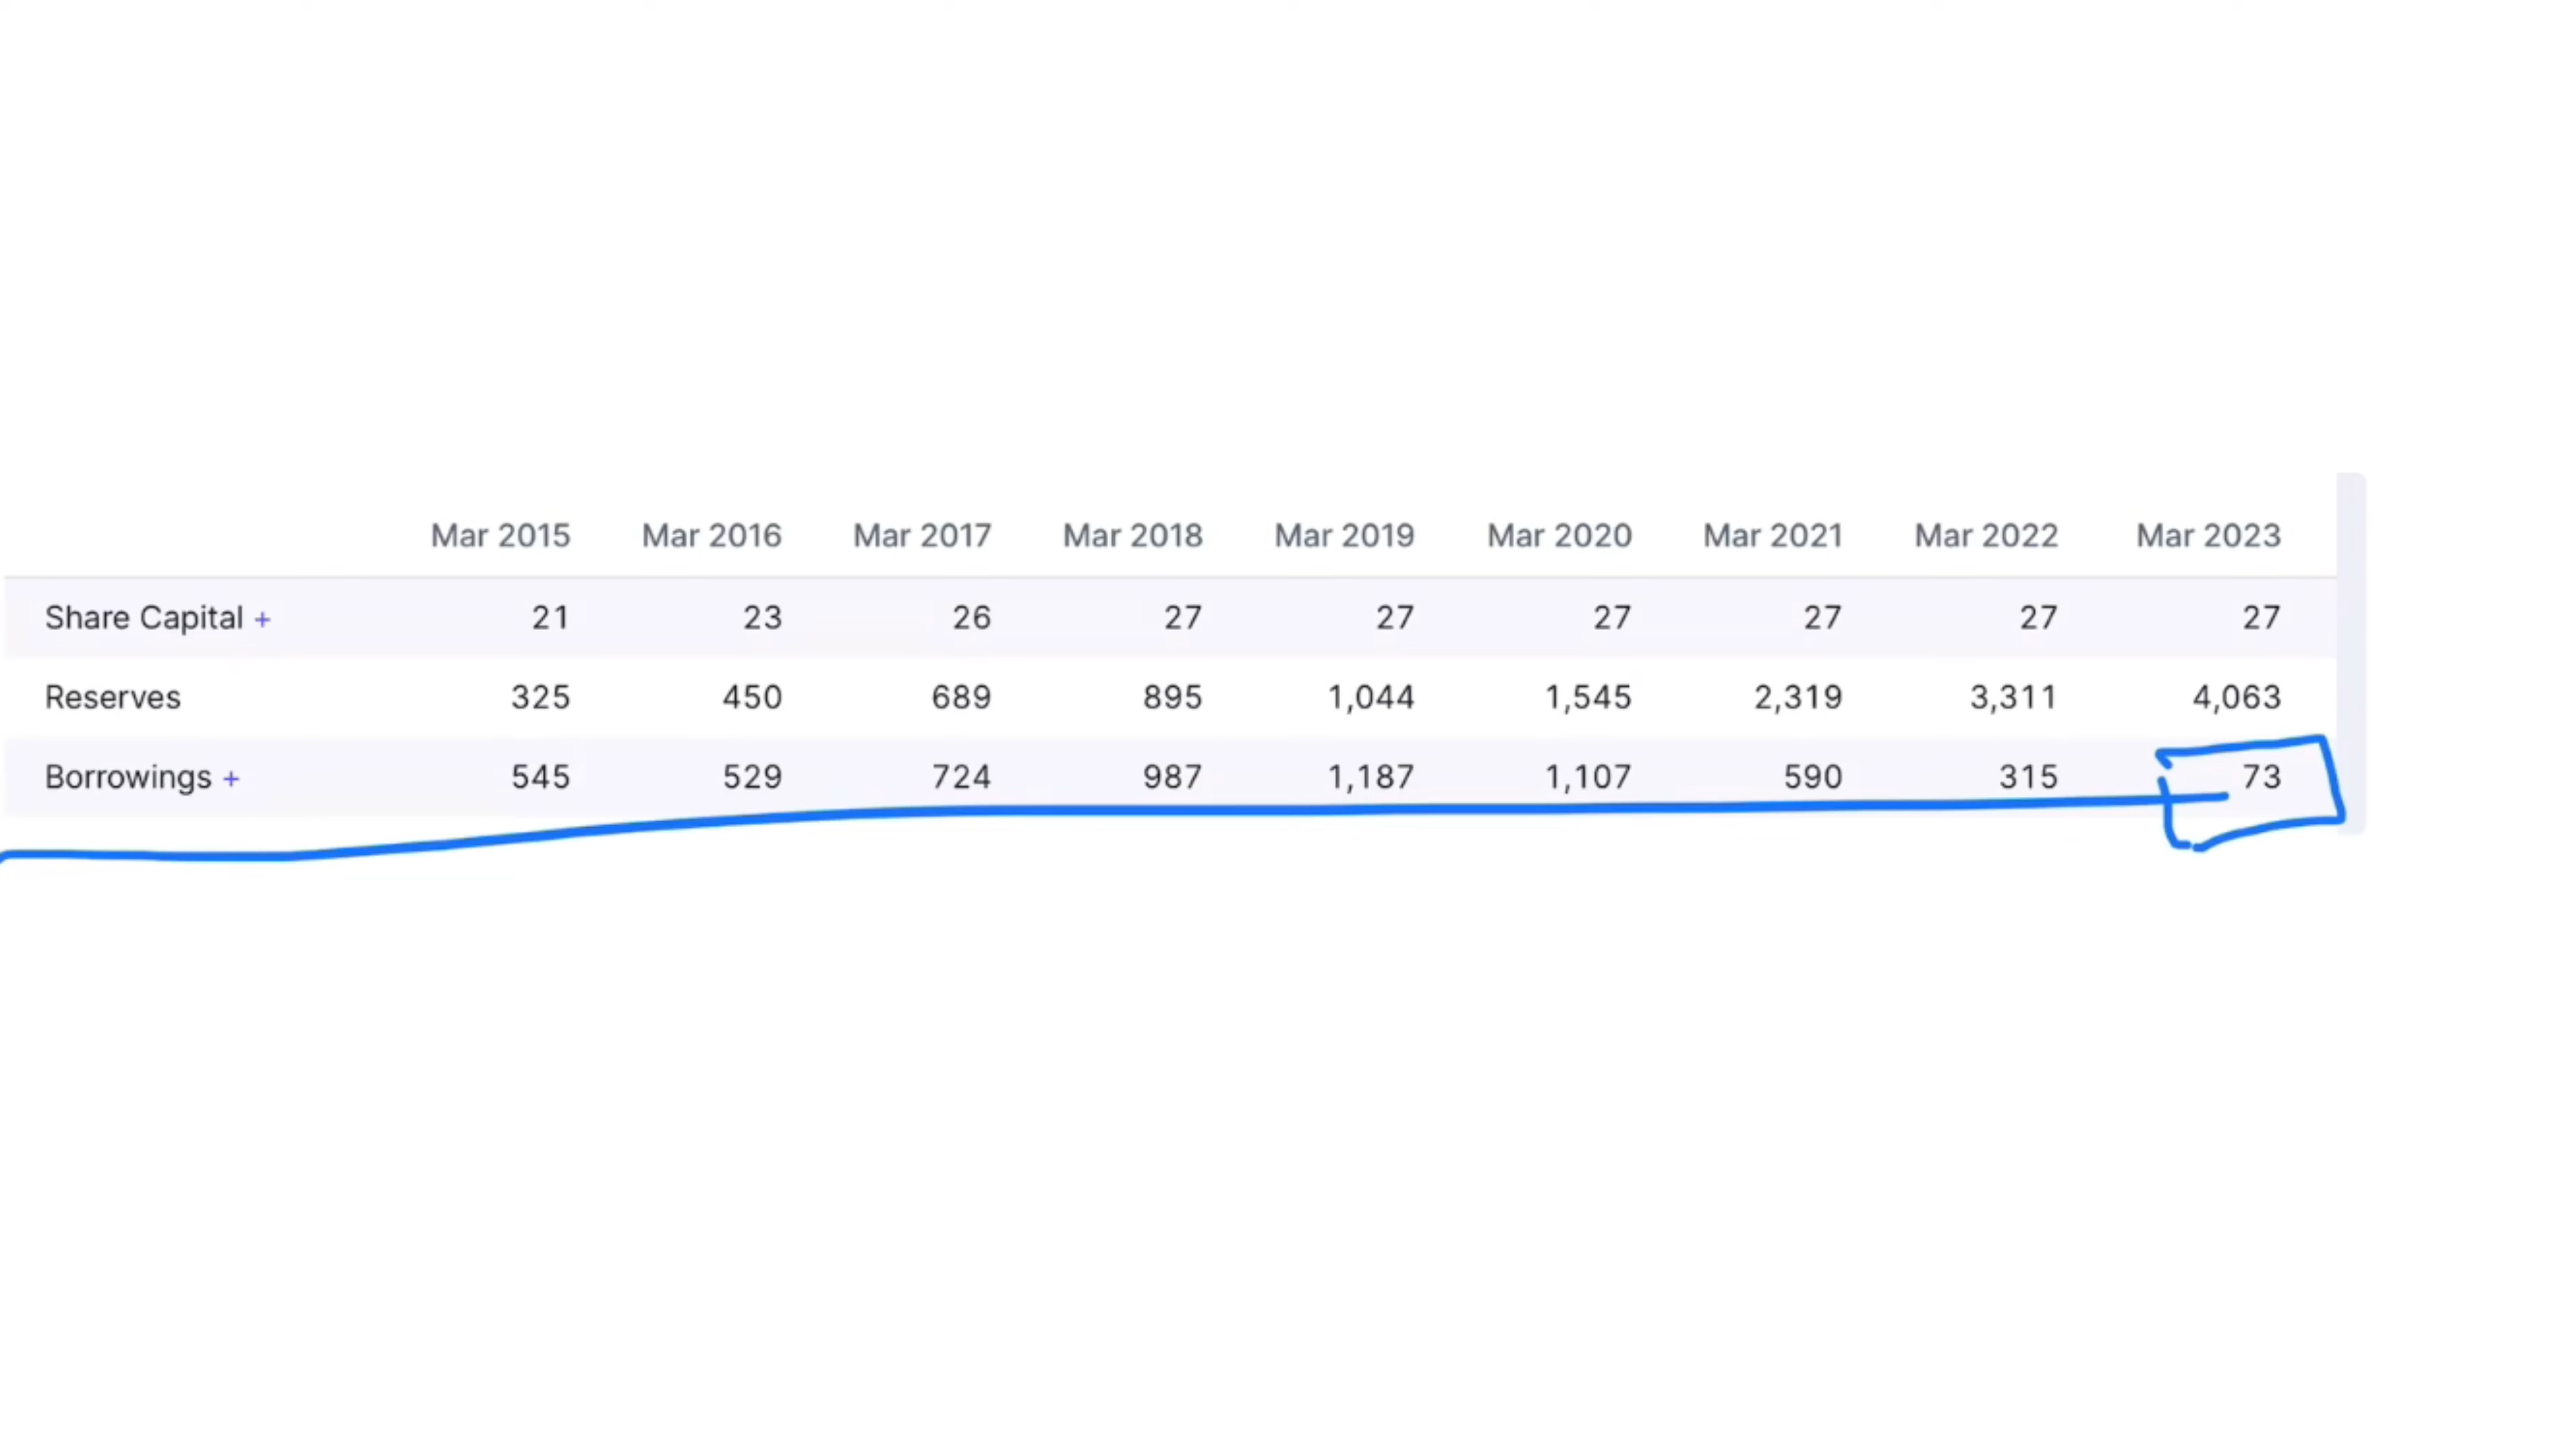 Mar 2015 Mar 2016 Mar 2017 Mar 2018 Mar 2019 Mar 2020 Mar 2021 Mar 2022 Mar 2023
Share Capital + 21 23 26 27 27 27 27 27 27
Reserves 325 450 689 895 1,044 1,545 2,319 3,311 4,063
Borrowings + 545 529 724 987 1,187 1,107 590 315 73